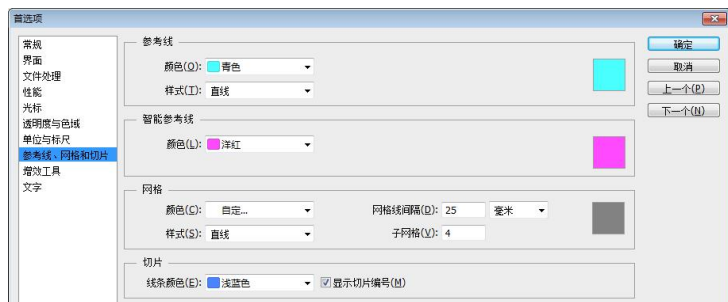 首选项
常规
界面
文件处理
性能
光标
透明度与色域
单位与标尺
参考线、网格和切片
增效工具
文字
参考线
颜色(O): 青色
样式(T): 直线
智能参考线
颜色(L): 洋红
网格
颜色(C): 自定... 网格线间隔(D): 25 毫米
样式(S): 直线 子网格(V): 4
切片
线条颜色(E): 浅蓝色 显示切片编号(M)
确定
取消
上一个(P)
下一个(N)